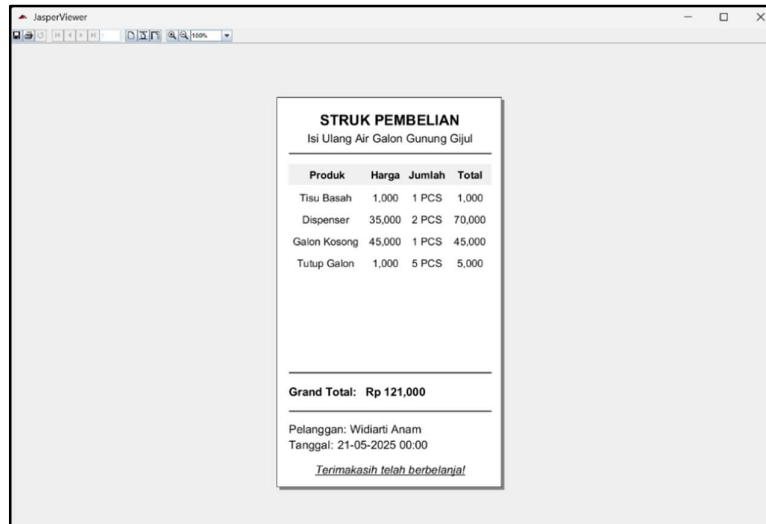 JasperViewer
100%
STRUK PEMBELIAN
Isi Ulang Air Galon Gunung Gijul
Produk Harga Jumlah Total
Tisu Basah 1,000 1 PCS 1,000
Dispenser 35,000 2 PCS 70,000
Galon Kosong 45,000 1 PCS 45,000
Tutup Galon 1,000 5 PCS 5,000
Grand Total: Rp 121,000
Pelanggan: Widiarti Anam
Tanggal: 21-05-2025 00:00
Terimakasih telah berbelanja!